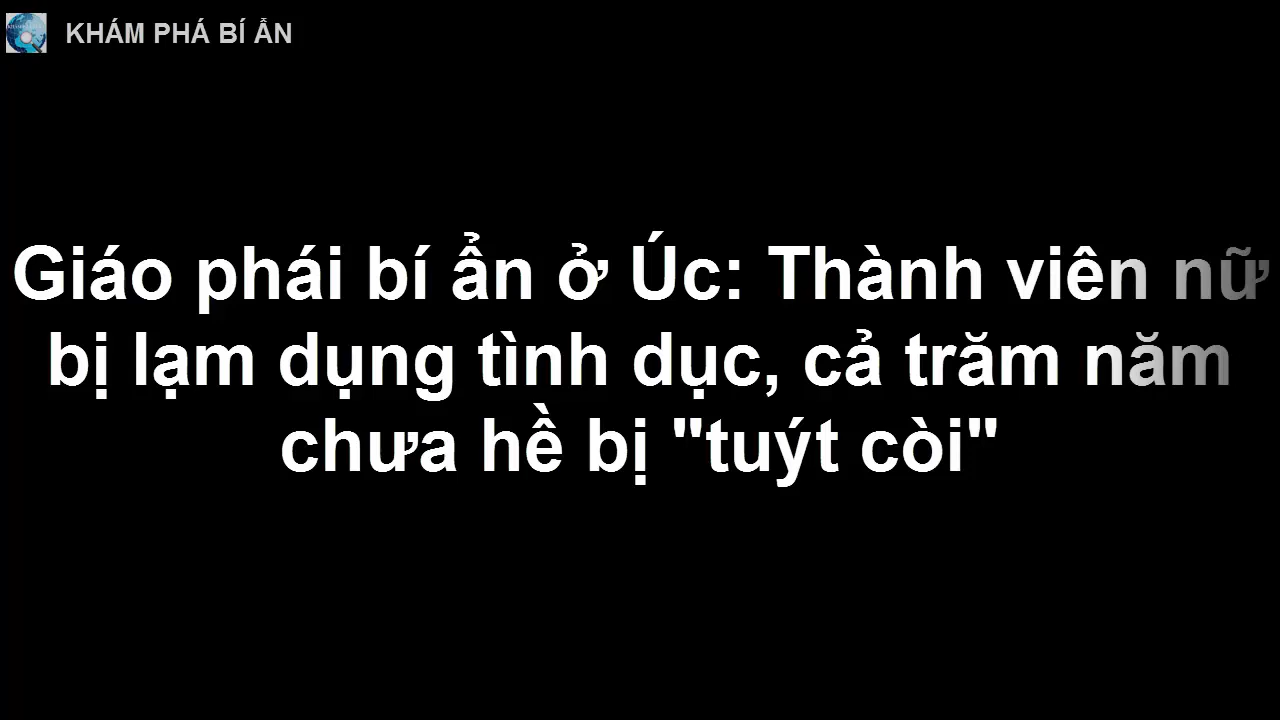 KHÁM PHÁ BÍ ẨN
Giáo phái bí ẩn ở Úc: Thành viên nữ
bị lạm dụng tình dục, cả trăm năm
chưa hề bị "tuýt còi"